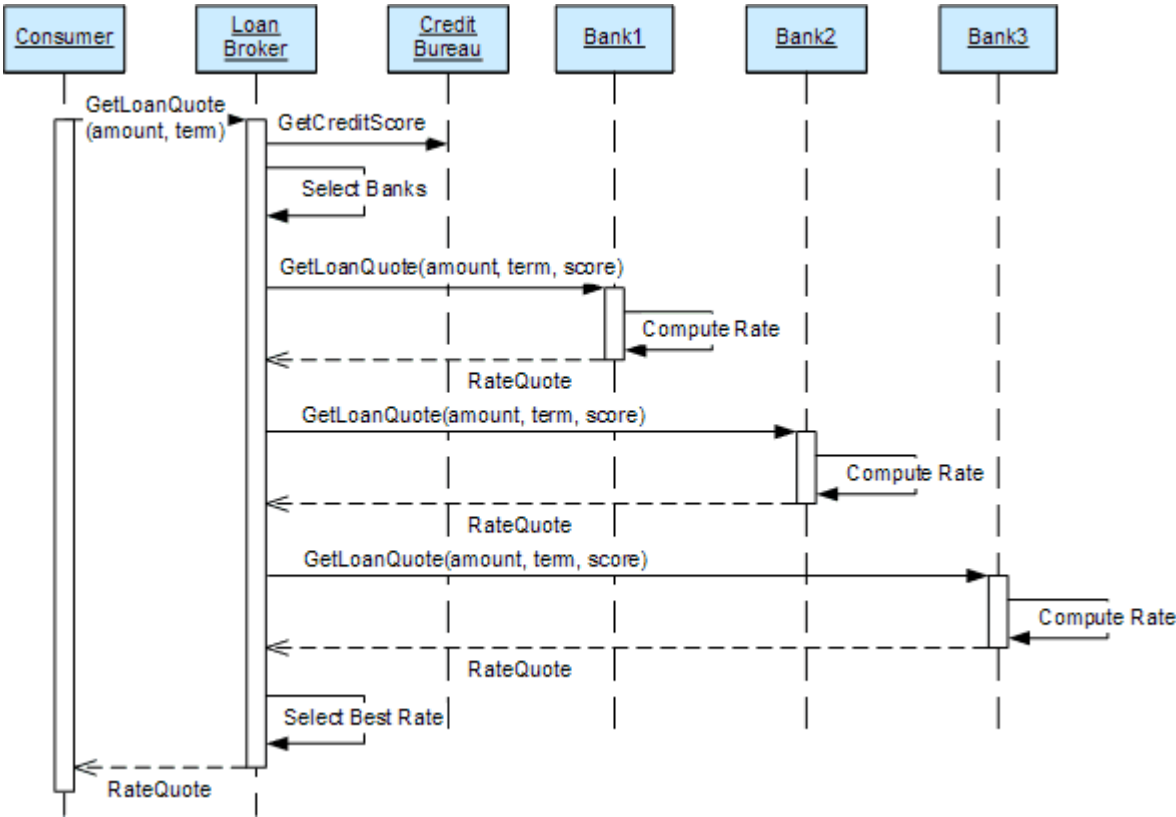 Consumer
Loan
Broker
Credit
Bureau
Bank1
Bank2
Bank3
GetLoanQuote
(amount, term)
GetCreditScore
Select Banks
GetLoanQuote(amount, term, score)
Compute Rate
RateQuote
GetLoanQuote(amount, term, score)
Compute Rate
RateQuote
GetLoanQuote(amount, term, score)
Compute Rate
RateQuote
Select Best Rate
RateQuote